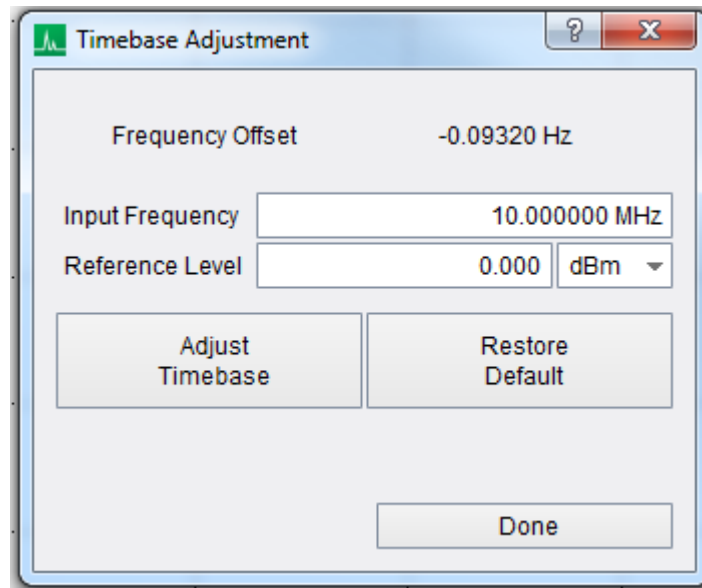 Timebase Adjustment
?
X
Frequency Offset -0.09320 Hz
Input Frequency 10.000000 MHz
Reference Level 0.000 dBm
Adjust
Timebase
Restore
Default
Done